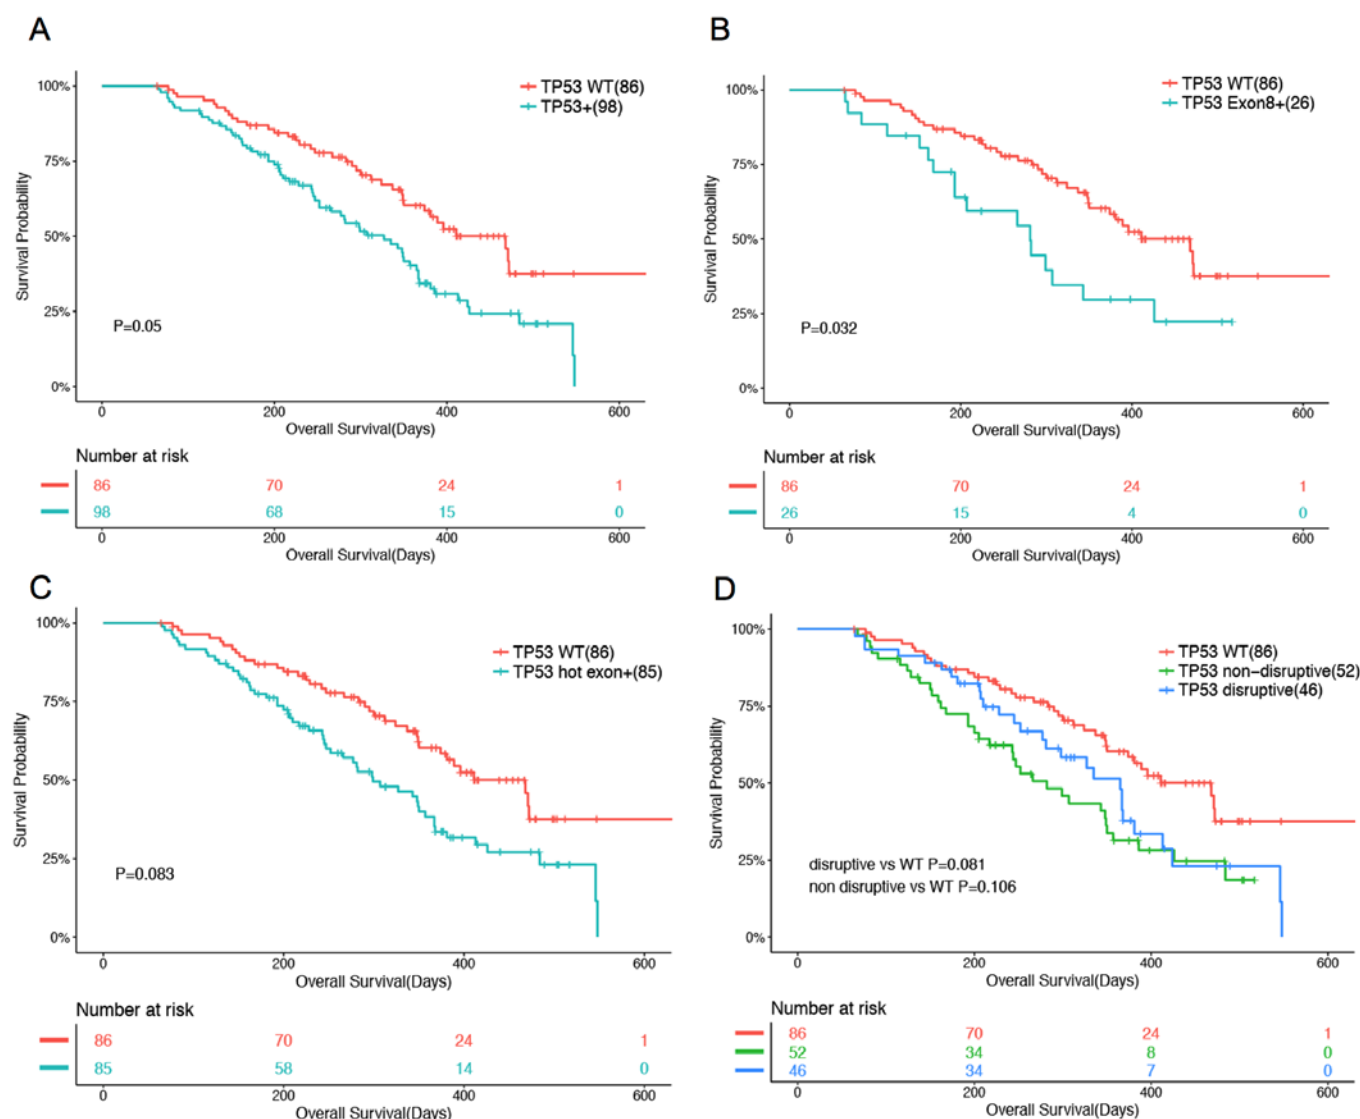 A
100%
75%
50%
25%
0%
Survival Probability
TP53 WT(86)
TP53+(98)
P=0.05
0 200 400 600
Overall Survival(Days)
Number at risk
86 70 24 1
98 68 15 0
0 200 400 600
Overall Survival(Days)
B
100%
75%
50%
25%
0%
Survival Probability
TP53 WT(86)
TP53 Exon8+(26)
P=0.032
0 200 400 600
Overall Survival(Days)
Number at risk
86 70 24 1
26 15 4 0
0 200 400 600
Overall Survival(Days)
C
100%
75%
50%
25%
0%
Survival Probability
TP53 WT(86)
TP53 hot exon+(85)
P=0.083
0 200 400 600
Overall Survival(Days)
Number at risk
86 70 24 1
85 58 14 0
0 200 400 600
Overall Survival(Days)
D
100%
75%
50%
25%
0%
Survival Probability
TP53 WT(86)
TP53 non-disruptive(52)
TP53 disruptive(46)
disruptive vs WT P=0.081
non disruptive vs WT P=0.106
0 200 400 600
Overall Survival(Days)
Number at risk
86 70 24 1
52 34 8 0
46 34 7 0
0 200 400 600
Overall Survival(Days)